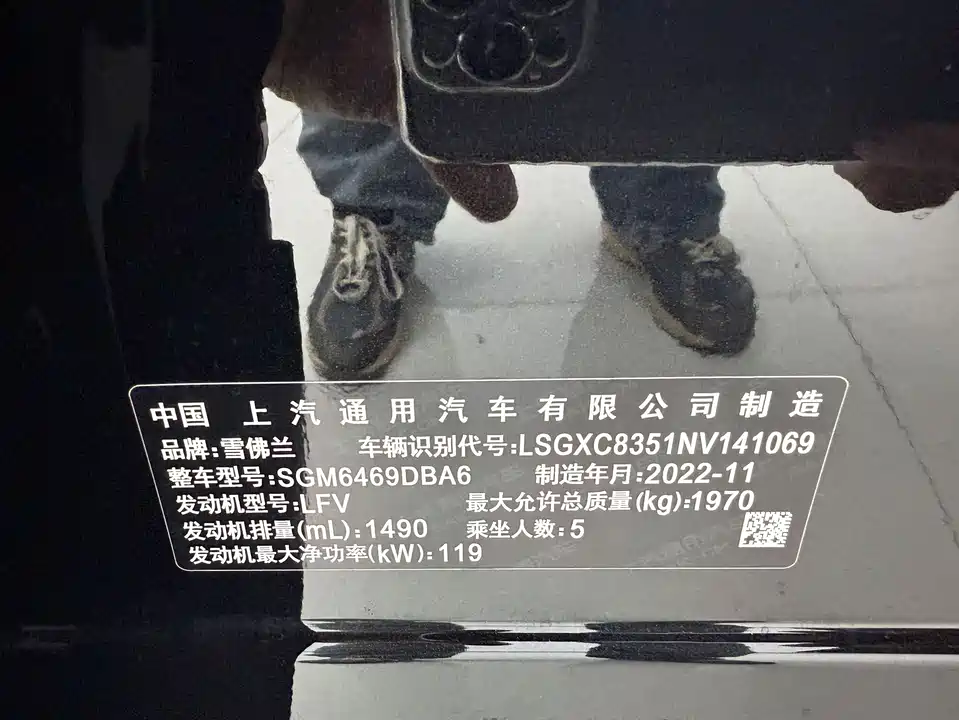 中国 上汽通用汽车有限公司制造
品牌:雪佛兰 车辆识别代号:LSGXC8351NV141069
整车型号:SGM6469DBA6 制造年月:2022-11
发动机型号:LFV 最大允许总质量(kg):1970
发动机排量(mL):1490 乘坐人数:5
发动机最大净功率(kW):119